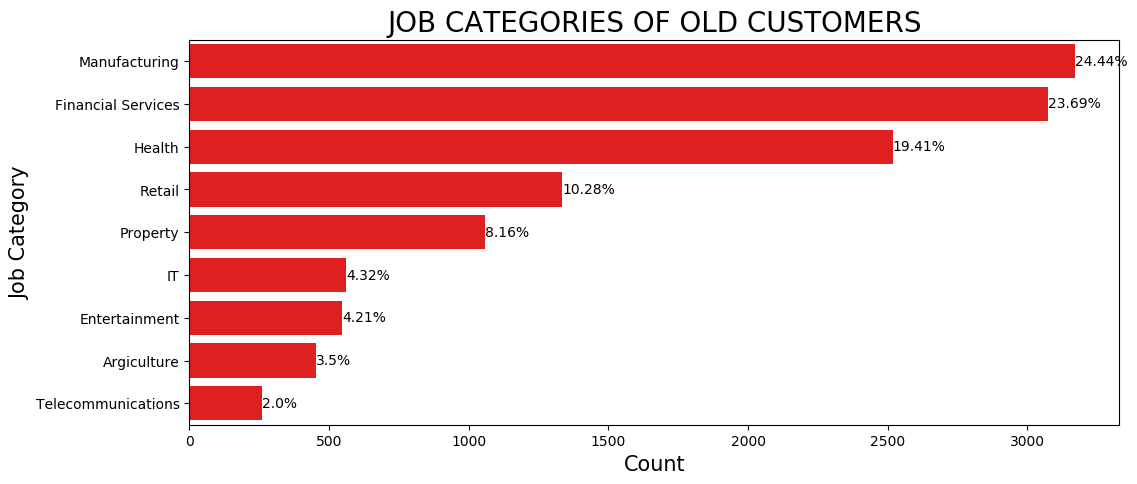 JOB CATEGORIES OF OLD CUSTOMERS
Manufacturing 24.44%
Financial Services 23.69%
Health 19.41%
Retail 10.28%
Property 8.16%
IT 4.32%
Entertainment 4.21%
Argiculture 3.5%
Telecommunications 2.0%
0 500 1000 1500 2000 2500 3000
Count
Job Category